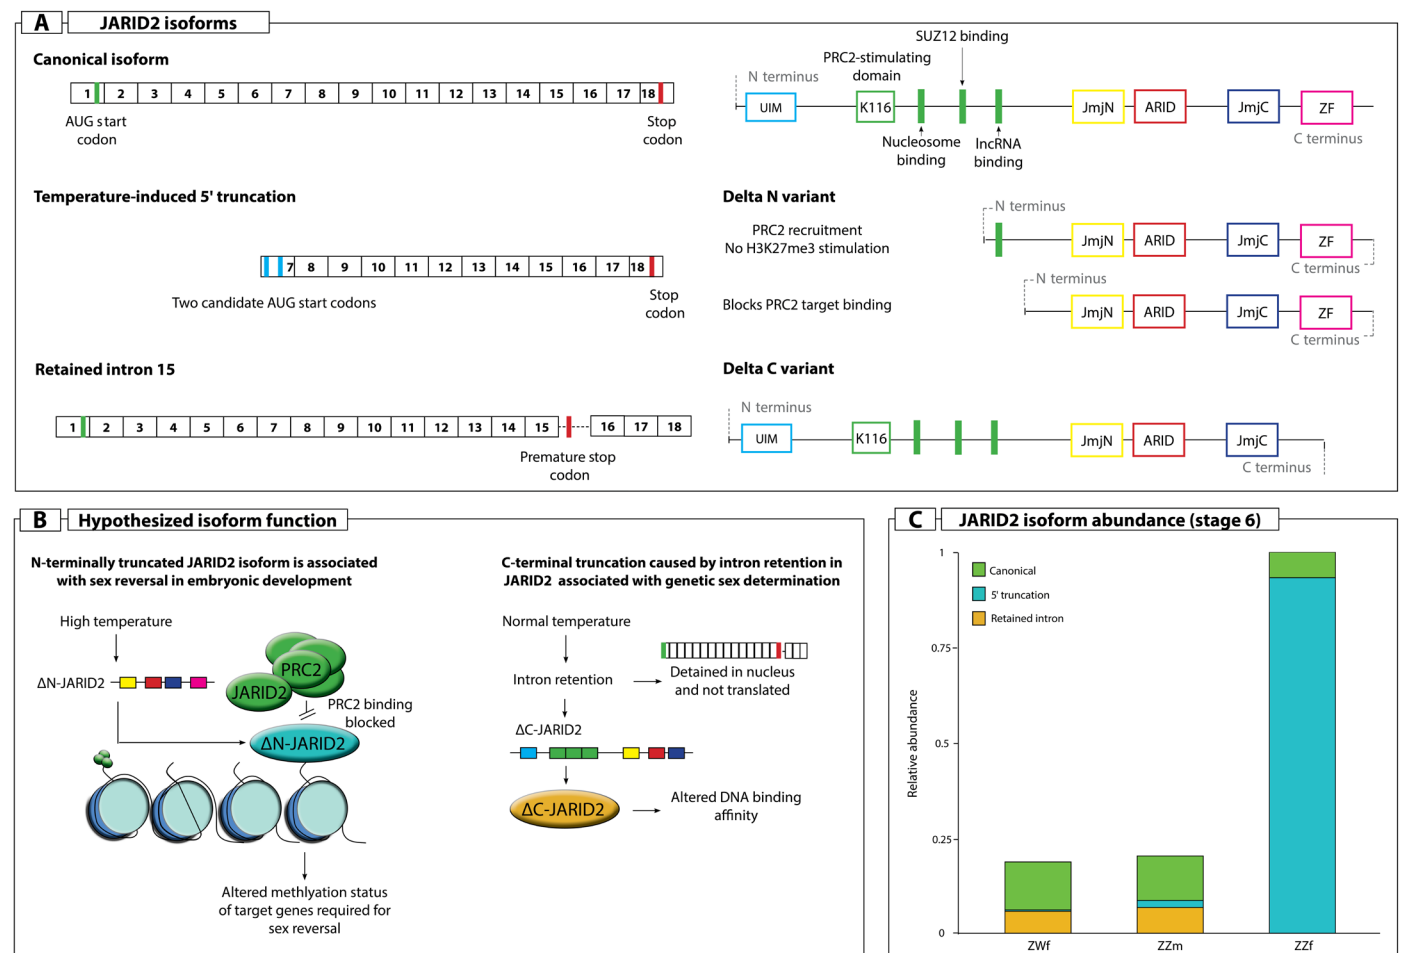 A
JARID2 isoforms
Canonical isoform
1 2 3 4 5 6 7 8 9 10 11 12 13 14 15 16 17 18
AUG start
codon
Stop
codon
SUZ12 binding
PRC2-stimulating
domain
N terminus
UIM K116 JmjN ARID JmjC ZF
C terminus
Nucleosome
binding
lncRNA
binding
Temperature-induced 5' truncation
7 8 9 10 11 12 13 14 15 16 17 18
Two candidate AUG start codons
Stop
codon
Delta N variant
N terminus
PRC2 recruitment
No H3K27me3 stimulation
JmjN ARID JmjC ZF
C terminus
N terminus
Blocks PRC2 target binding
JmjN ARID JmjC ZF
C terminus
Retained intron 15
1 2 3 4 5 6 7 8 9 10 11 12 13 14 15 16 17 18
Premature stop
codon
Delta C variant
N terminus
UIM K116 JmjN ARID JmjC
C terminus
B
Hypothesized isoform function
N-terminally truncated JARID2 isoform is associated
with sex reversal in embryonic development
High temperature
ΔN-JARID2
PRC2
JARID2
PRC2 binding
blocked
ΔN-JARID2
Altered methlyation status
of target genes required for
sex reversal
C-terminal truncation caused by intron retention in
JARID2 associated with genetic sex determination
Normal temperature
Intron retention
Detained in nucleus
and not translated
ΔC-JARID2
ΔC-JARID2
Altered DNA binding
affinity
C
JARID2 isoform abundance (stage 6)
Canonical
5' truncation
Retained intron
Relative abundance
1
0.75
0.5
0.25
0
ZWf ZZm ZZf